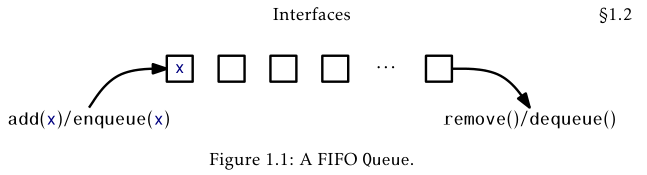 Interfaces §1.2
x ···
add(x)/enqueue(x) remove()/dequeue()
Figure 1.1: A FIFO Queue.